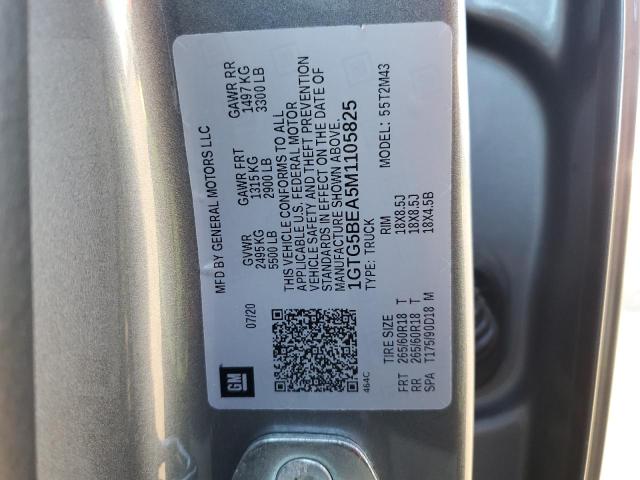 MFD BY GENERAL MOTORS LLC
07/20
GVWR
2495 KG
5500 LB
GAWR FRT
1315 KG
2900 LB
GAWR RR
1497 KG
3300 LB
THIS VEHICLE CONFORMS TO ALL
APPLICABLE U.S. FEDERAL MOTOR
VEHICLE SAFETY AND THEFT PREVENTION
STANDARDS IN EFFECT ON THE DATE OF
MANUFACTURE SHOWN ABOVE.
1GTG5BEA5M1105825
TYPE: TRUCK MODEL: 55T2M43
GM
464C
TIRE SIZE RIM
FRT 265/60R18 T 18X8.5J
RR 265/60R18 T 18X8.5J
SPA T175/90D18 M 18X4.5B